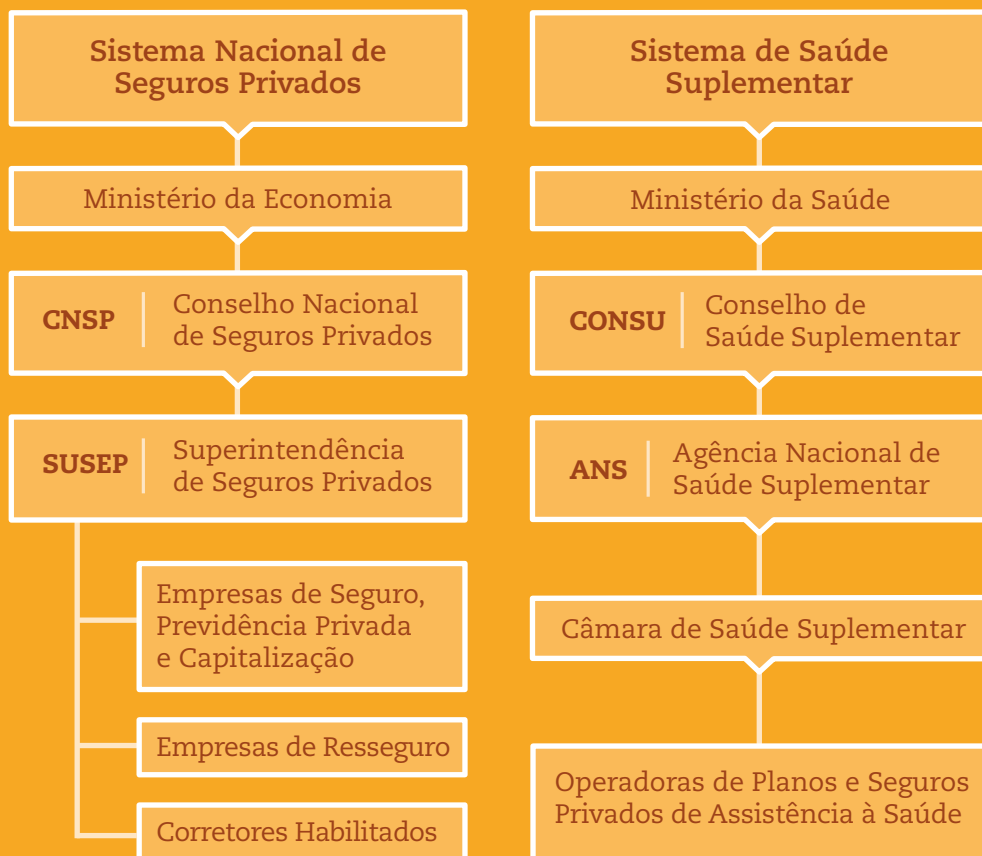 Sistema Nacional de
Seguros Privados
Ministério da Economia
CNSP
Conselho Nacional
de Seguros Privados
SUSEP
Superintendência
de Seguros Privados
Empresas de Seguro,
Previdência Privada
e Capitalização
Empresas de Resseguro
Corretores Habilitados
Sistema de Saúde
Suplementar
Ministério da Saúde
CONSU
Conselho de
Saúde Suplementar
ANS
Agência Nacional de
Saúde Suplementar
Câmara de Saúde Suplementar
Operadoras de Planos e Seguros
Privados de Assistência à Saúde